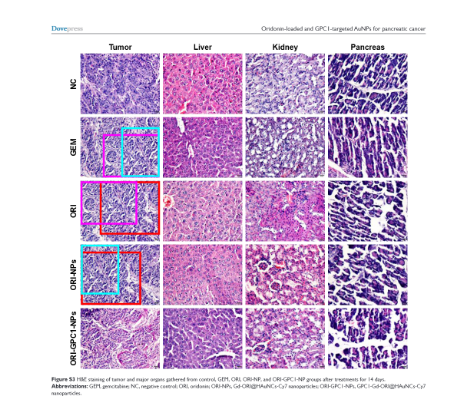 Dovepress
Oridonin-loaded and GPC1-targeted AuNPs for pancreatic cancer
Tumor Liver Kidney Pancreas
NC
GEM
ORI
ORI-NPs
ORI-GPC1-NPs
Figure S3 H&E staining of tumor and major organs gathered from control, GEM, ORI, ORI-NP, and ORI-GPC1-NP groups after treatments for 14 days.
Abbreviations: GEM, gemcitabine; NC, negative control; ORI, oridonin; ORI-NPs, Gd-ORI@HAuNCs-Cy7 nanoparticles; ORI-GPC1-NPs, GPC1-Gd-ORI@HAuNCs-Cy7
nanoparticles.